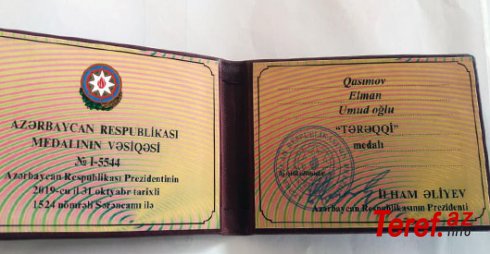 AZƏRBAYCAN RESPUBLİKASI
MEDALININ VƏSİQƏSİ
№ I-5544
Azərbaycan Respublikası Prezidentinin
2019-cu il 31 oktyabr tarixli
1524 nömrəli Sərəncamı ilə
Qasımov
Elman
Umud oğlu
"TƏRƏQQİ"
medalı
İLHAM ƏLİYEV
Azərbaycan Respublikasının Prezidenti
Teref.az
info